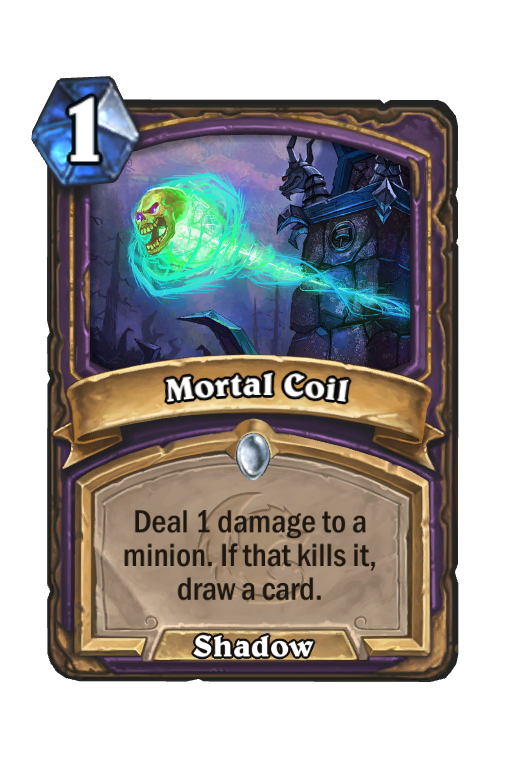 1
Mortal Coil
Deal 1 damage to a
minion. If that kills it,
draw a card.
Shadow